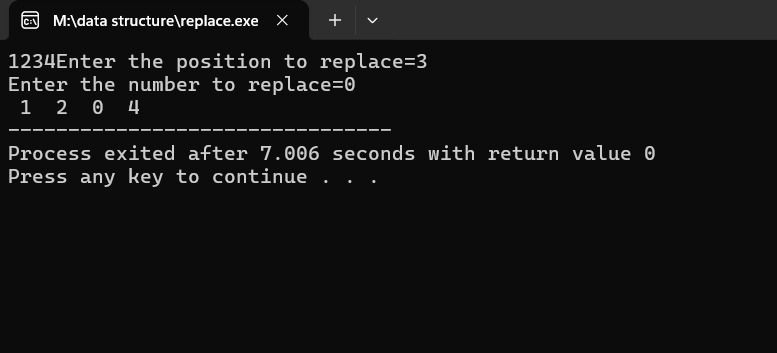 M:\data structure\replace.exe
1234Enter the position to replace=3
Enter the number to replace=0
 1  2  0  4
--------------------------------
Process exited after 7.006 seconds with return value 0
Press any key to continue . . .